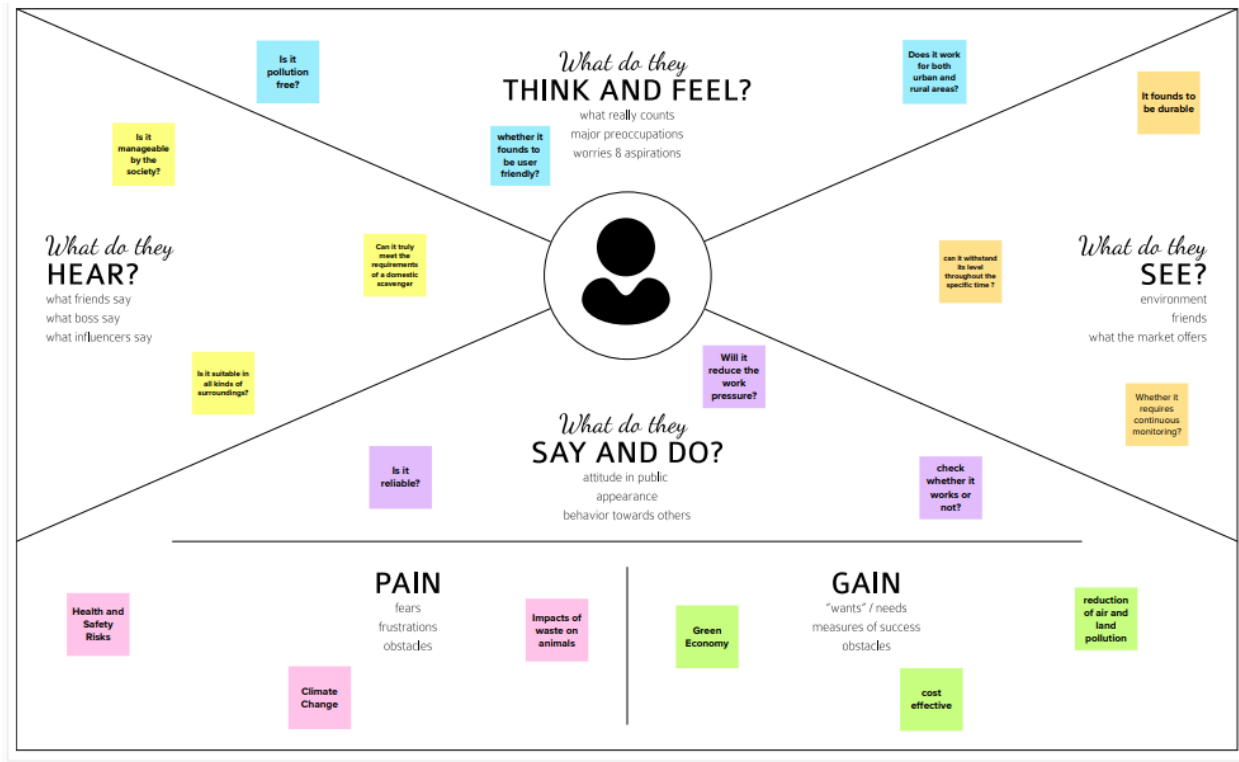 What do they
THINK AND FEEL?
what really counts
major preoccupations
worries & aspirations
Is it
pollution
free?
whether it
founds to
be user
friendly?
Does it work
for both
urban and
rural areas?
What do they
HEAR?
what friends say
what boss say
what influencers say
Is it
manageable
by the
society?
Can it truly
meet the
requirements
of a domestic
scavenger
Is it suitable in
all kinds of
surroundings?
What do they
SEE?
environment
friends
what the market offers
It founds to
be durable
can it withstand
its level
throughout the
specific time ?
Whether it
requires
continuous
monitoring?
What do they
SAY AND DO?
attitude in public
appearance
behavior towards others
Will it
reduce the
work
pressure?
Is it
reliable?
check
whether it
works or
not?
PAIN
fears
frustrations
obstacles
Health and
Safety
Risks
Climate
Change
Impacts of
waste on
animals
GAIN
"wants" / needs
measures of success
obstacles
Green
Economy
cost
effective
reduction
of air and
land
pollution